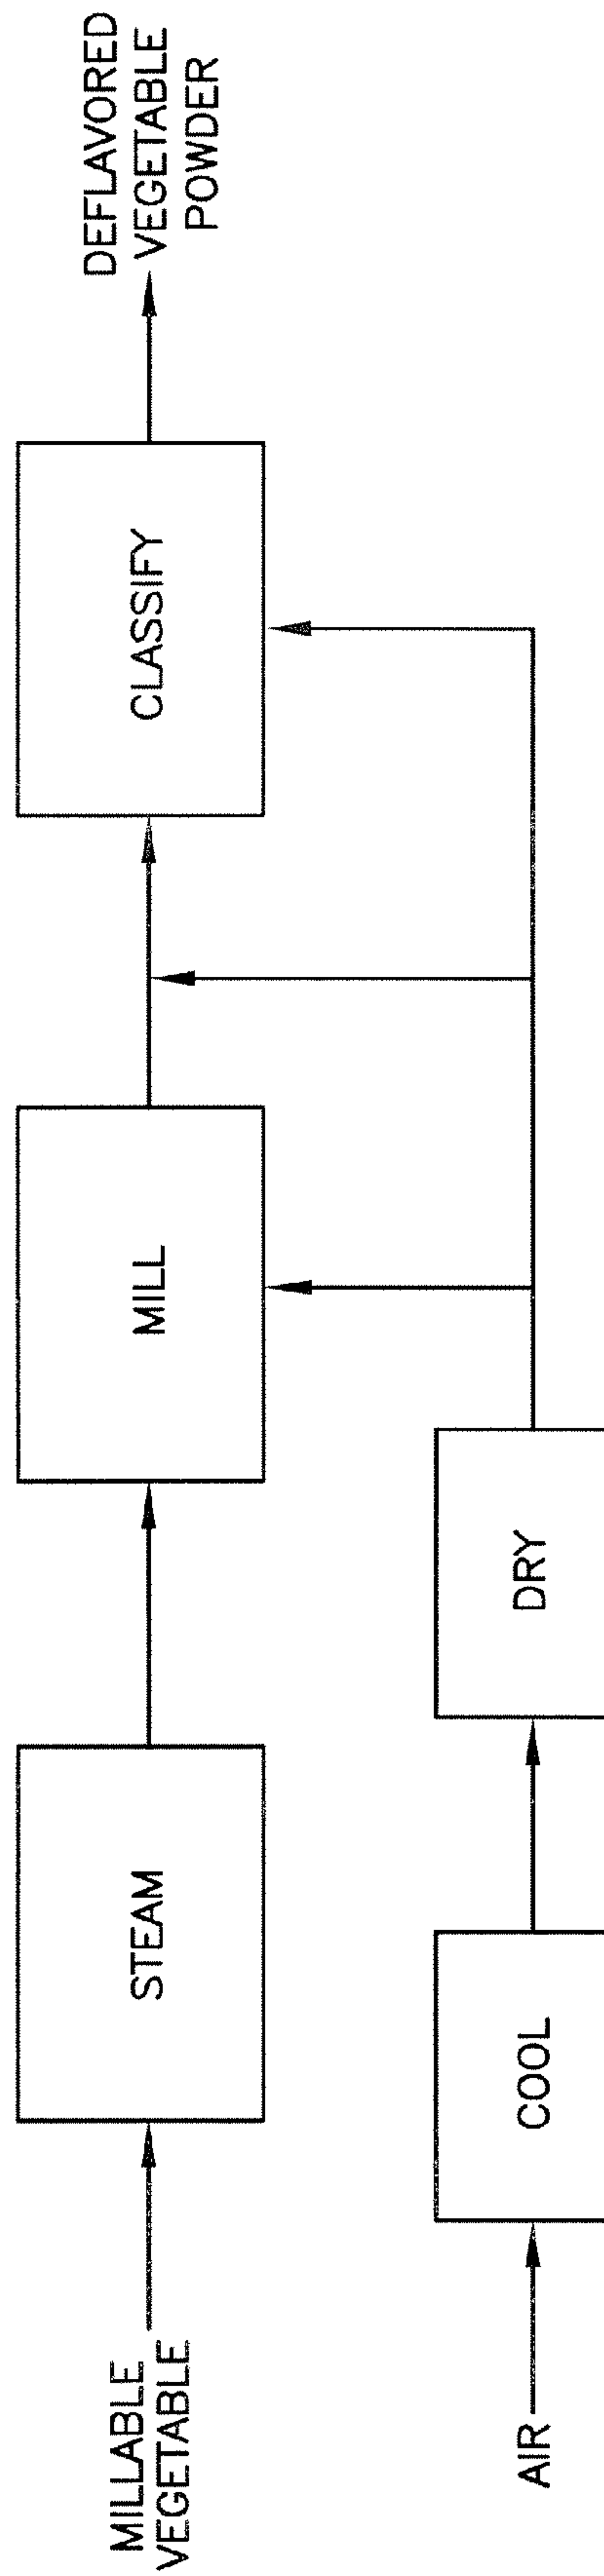 MILLABLE
VEGETABLE
STEAM
MILL
CLASSIFY
DEFLAVORED
VEGETABLE
POWDER
AIR
COOL
DRY